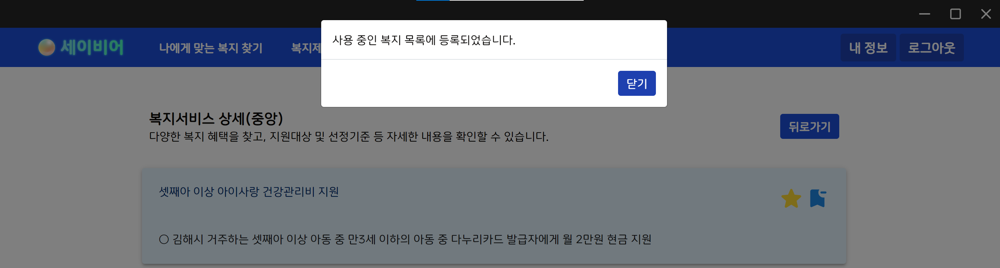 사용 중인 복지 목록에 등록되었습니다.
닫기
세이비어
나에게 맞는 복지 찾기
복지제
내 정보
로그아웃
복지서비스 상세(중앙)
다양한 복지 혜택을 찾고, 지원대상 및 선정기준 등 자세한 내용을 확인할 수 있습니다.
뒤로가기
셋째아 이상 아이사랑 건강관리비 지원
○ 김해시 거주하는 셋째아 이상 아동 중 만3세 이하의 아동 중 다누리카드 발급자에게 월 2만원 현금 지원